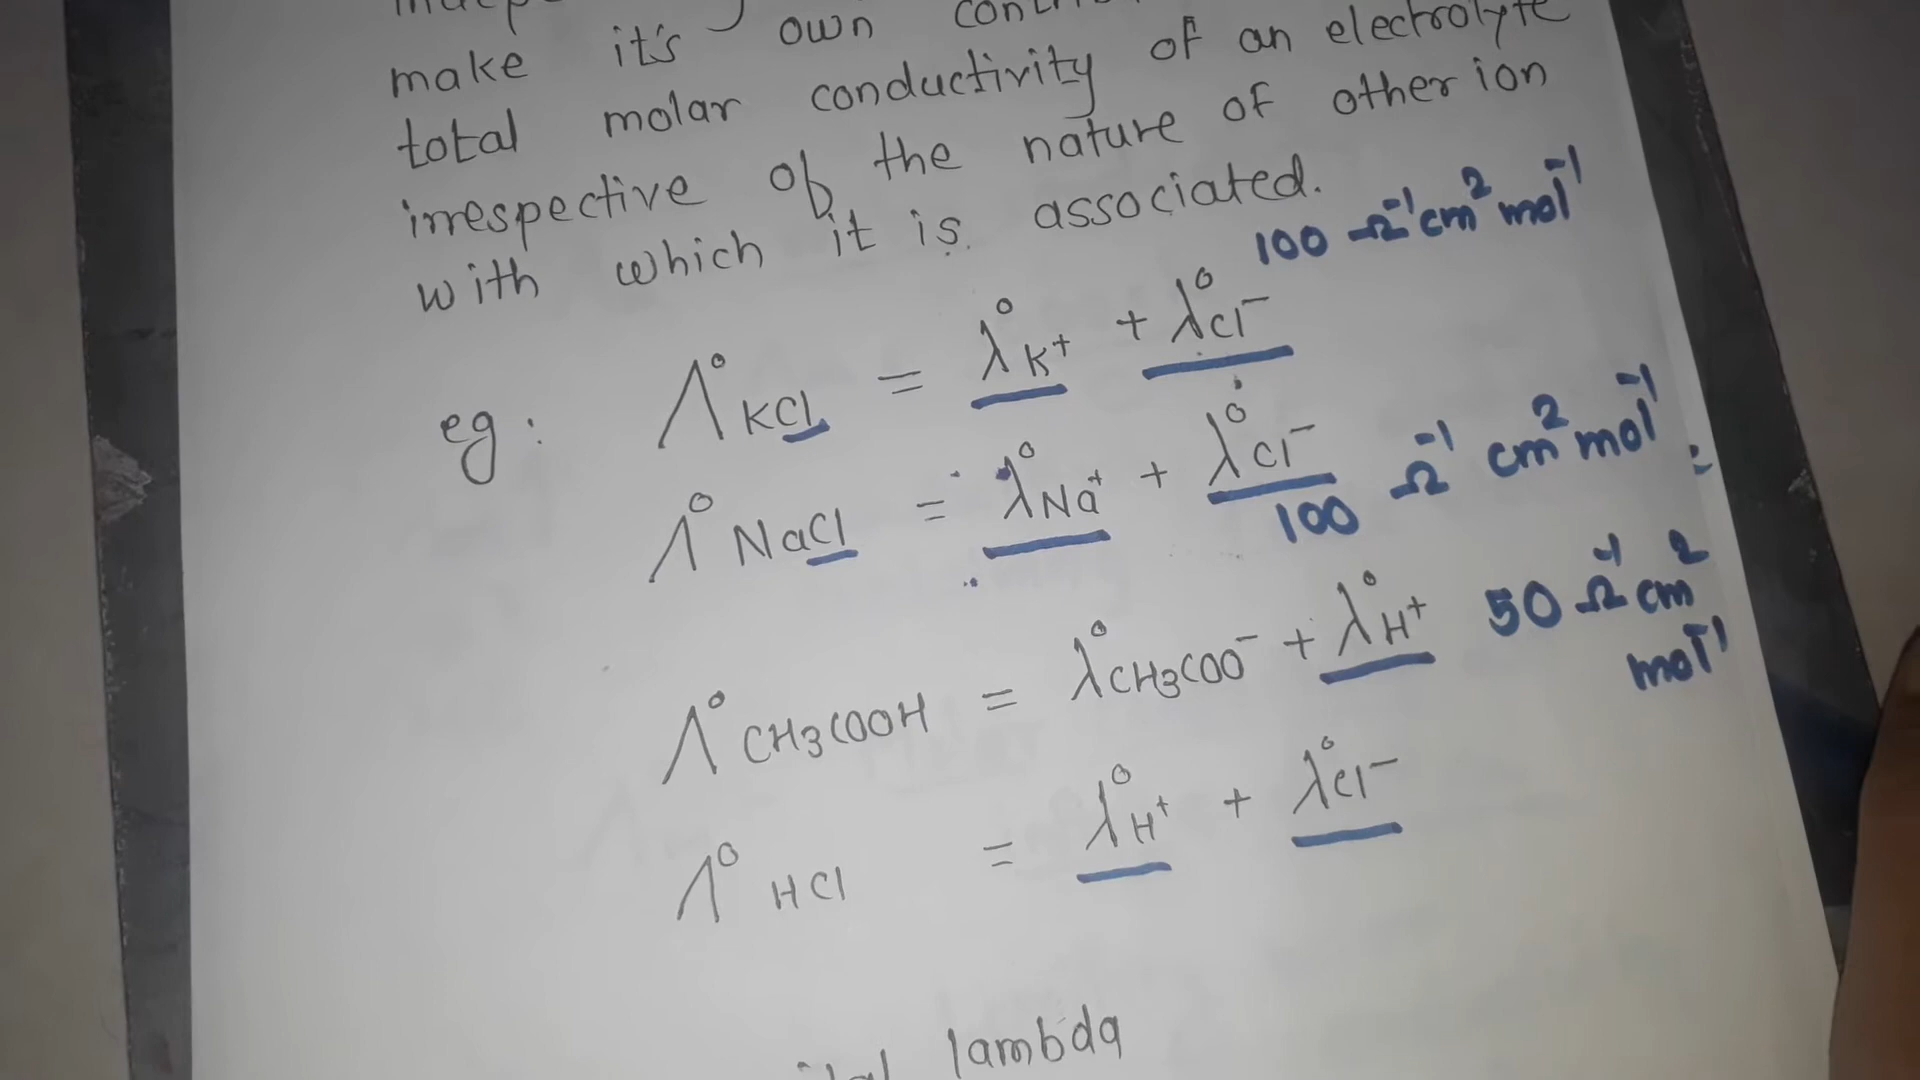 make it's own
total molar conductivity of an electrolyte
irrespective of the nature of other ion
with which it is associated.
100 Ω⁻¹ cm² mol⁻¹
eg: Λ°KCl = λ°K⁺ + λ°Cl⁻
Λ°NaCl = λ°Na⁺ + λ°Cl⁻
100 Ω⁻¹ cm² mol⁻¹
Λ°CH3COOH = λ°CH3COO⁻ + λ°H⁺ 50 Ω⁻¹ cm²
mol⁻¹
Λ°HCl = λ°H⁺ + λ°Cl⁻
lambda